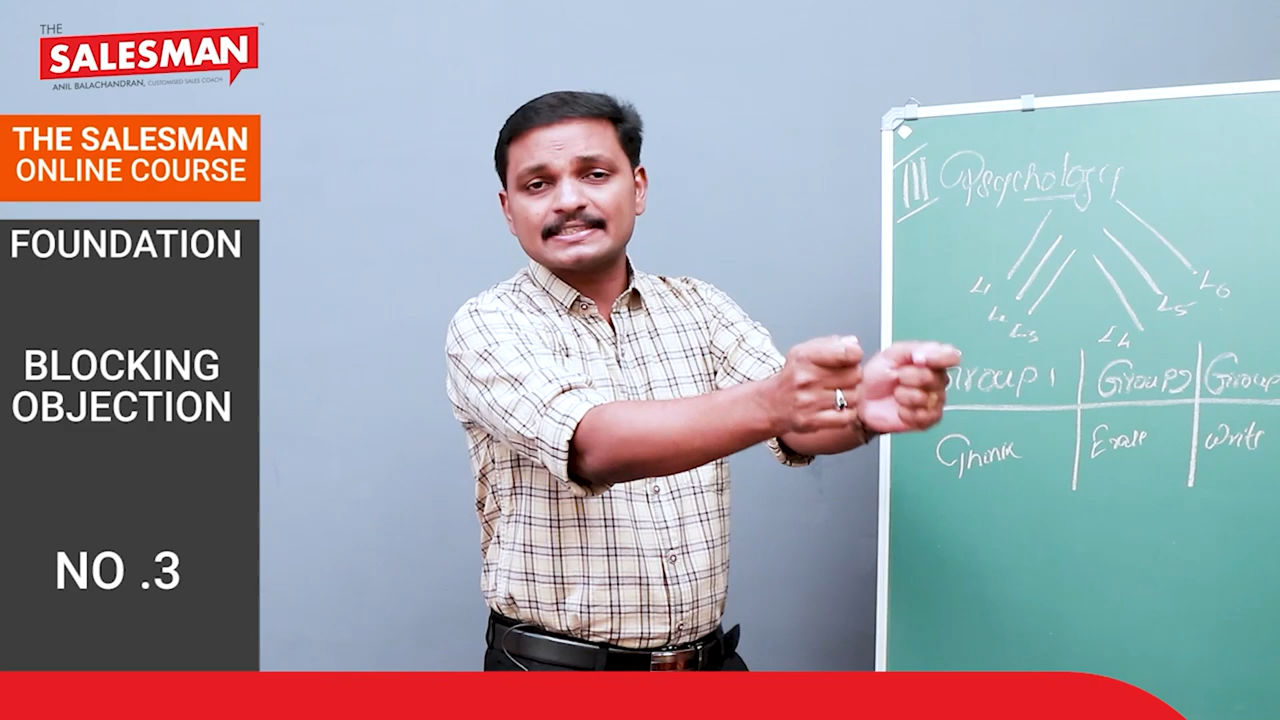 THE
SALESMAN
ANIL BALACHANDRAN, CUSTOMISED SALES COACH
THE SALESMAN
ONLINE COURSE
FOUNDATION
BLOCKING
OBJECTION
NO .3
III Psychology
L1
L2
L3
L4
L5
L6
Group 1
Group 2
Group
Think
Erase
Write